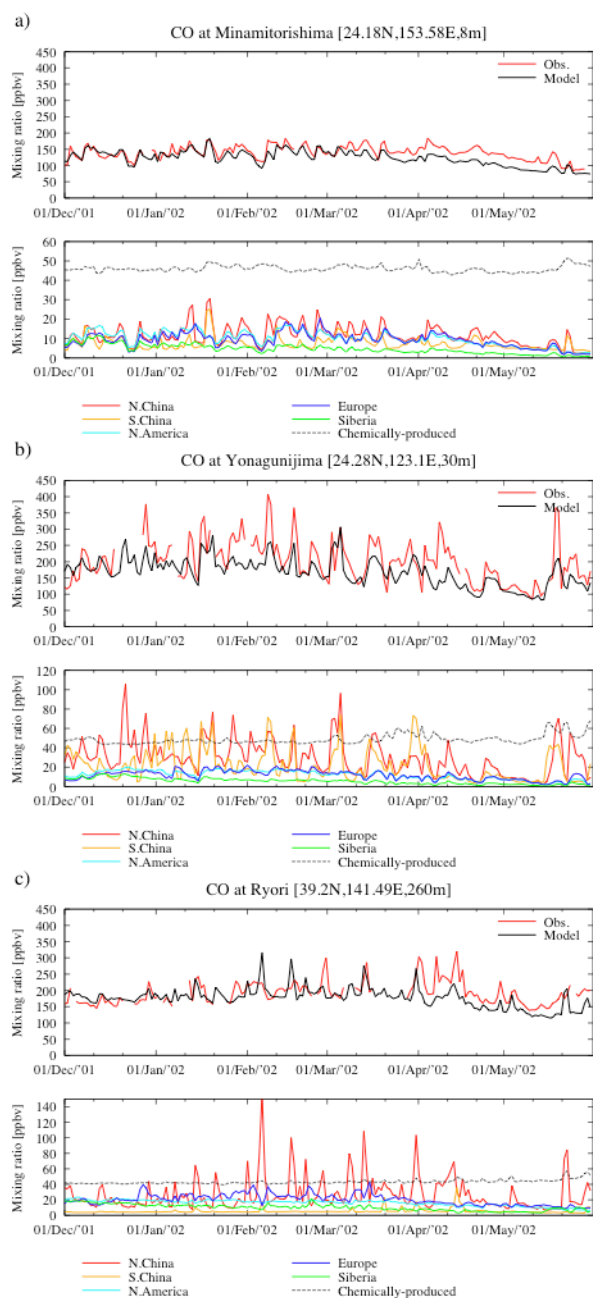 a)
CO at Minamitorishima [24.18N,153.58E,8m]
Mixing ratio [ppbv]
450
400
350
300
250
200
150
100
50
0
Obs.
Model
01/Dec/'01 01/Jan/'02 01/Feb/'02 01/Mar/'02 01/Apr/'02 01/May/'02
Mixing ratio [ppbv]
60
50
40
30
20
10
0
01/Dec/'01 01/Jan/'02 01/Feb/'02 01/Mar/'02 01/Apr/'02 01/May/'02
N.China Europe
S.China Siberia
N.America Chemically-produced
b)
CO at Yonagunijima [24.28N,123.1E,30m]
Mixing ratio [ppbv]
450
400
350
300
250
200
150
100
50
0
Obs.
Model
01/Dec/'01 01/Jan/'02 01/Feb/'02 01/Mar/'02 01/Apr/'02 01/May/'02
Mixing ratio [ppbv]
120
100
80
60
40
20
0
01/Dec/'01 01/Jan/'02 01/Feb/'02 01/Mar/'02 01/Apr/'02 01/May/'02
N.China Europe
S.China Siberia
N.America Chemically-produced
c)
CO at Ryori [39.2N,141.49E,260m]
Mixing ratio [ppbv]
450
400
350
300
250
200
150
100
50
0
Obs.
Model
01/Dec/'01 01/Jan/'02 01/Feb/'02 01/Mar/'02 01/Apr/'02 01/May/'02
Mixing ratio [ppbv]
140
120
100
80
60
40
20
0
01/Dec/'01 01/Jan/'02 01/Feb/'02 01/Mar/'02 01/Apr/'02 01/May/'02
N.China Europe
S.China Siberia
N.America Chemically-produced